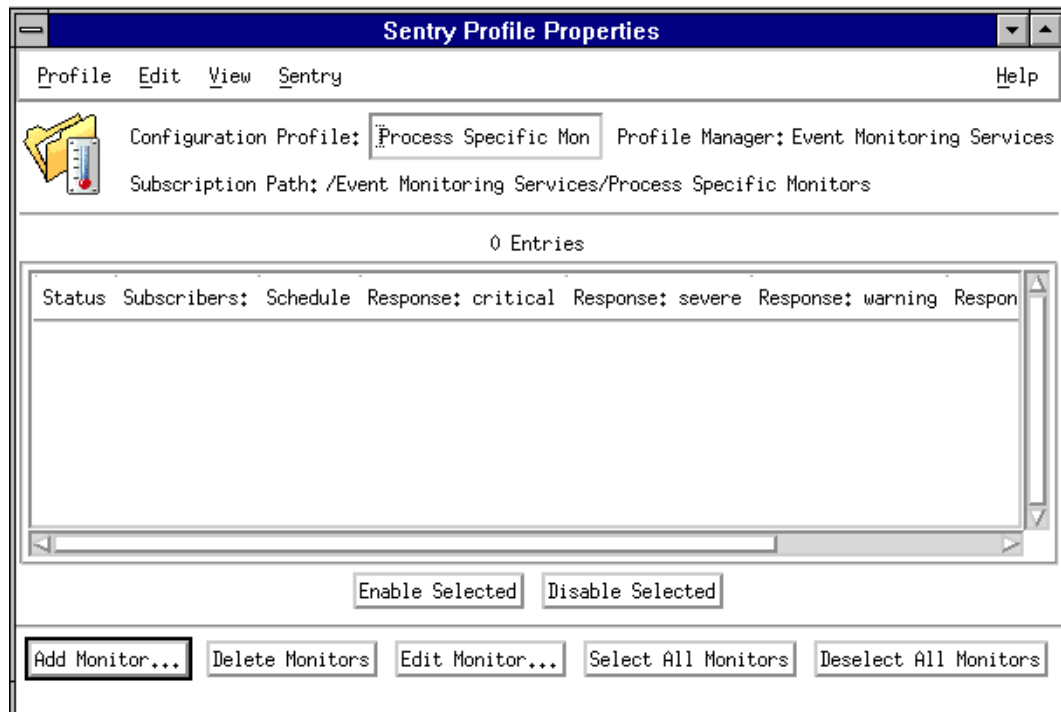 Sentry Profile Properties
Profile Edit View Sentry Help
Configuration Profile: Process Specific Mon Profile Manager: Event Monitoring Services
Subscription Path: /Event Monitoring Services/Process Specific Monitors
0 Entries
Status Subscribers: Schedule Response: critical Response: severe Response: warning Respon
Enable Selected Disable Selected
Add Monitor... Delete Monitors Edit Monitor... Select All Monitors Deselect All Monitors